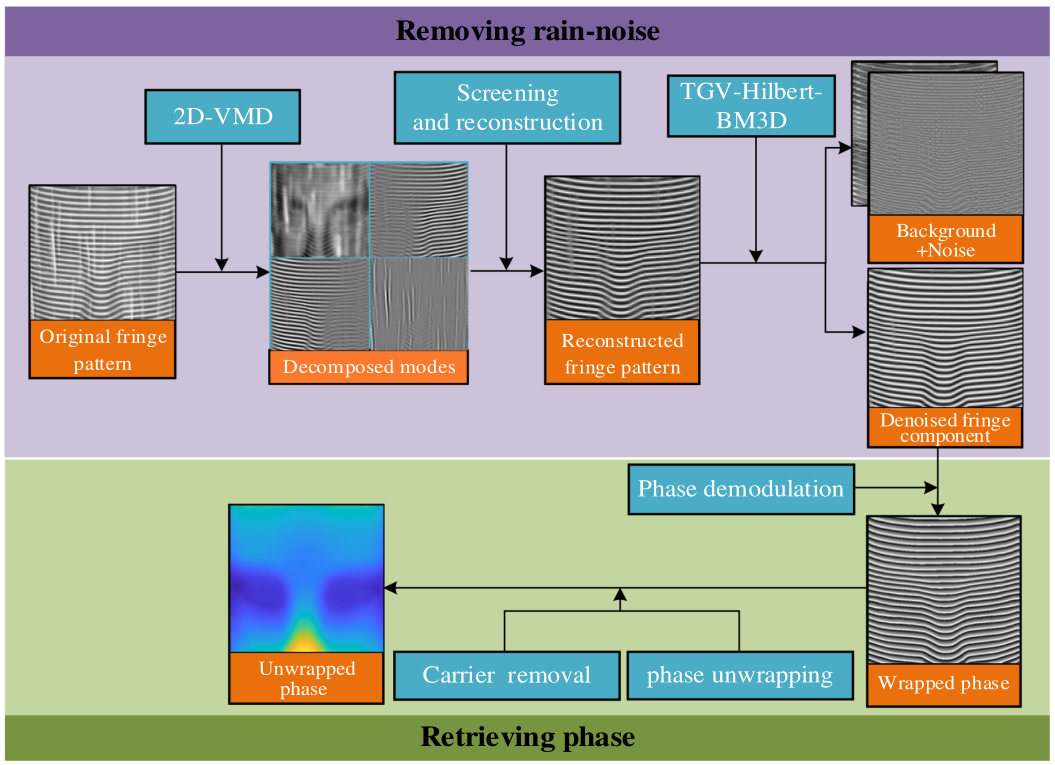 Removing rain-noise
2D-VMD
Screening
and reconstruction
TGV-Hilbert-
BM3D
Original fringe
pattern
Decomposed modes
Reconstructed
fringe pattern
Background
+Noise
Denoised fringe
component
Phase demodulation
Wrapped phase
Carrier removal
phase unwrapping
Unwrapped
phase
Retrieving phase